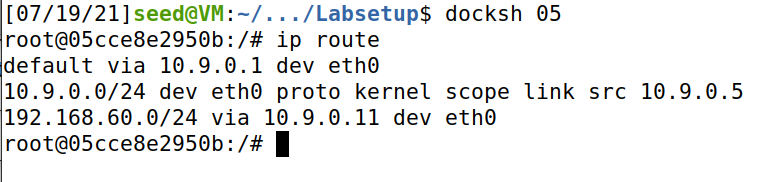 [07/19/21]seed@VM:~/.../Labsetup$ docksh 05
root@05cce8e2950b:/# ip route
default via 10.9.0.1 dev eth0
10.9.0.0/24 dev eth0 proto kernel scope link src 10.9.0.5
192.168.60.0/24 via 10.9.0.11 dev eth0
root@05cce8e2950b:/#